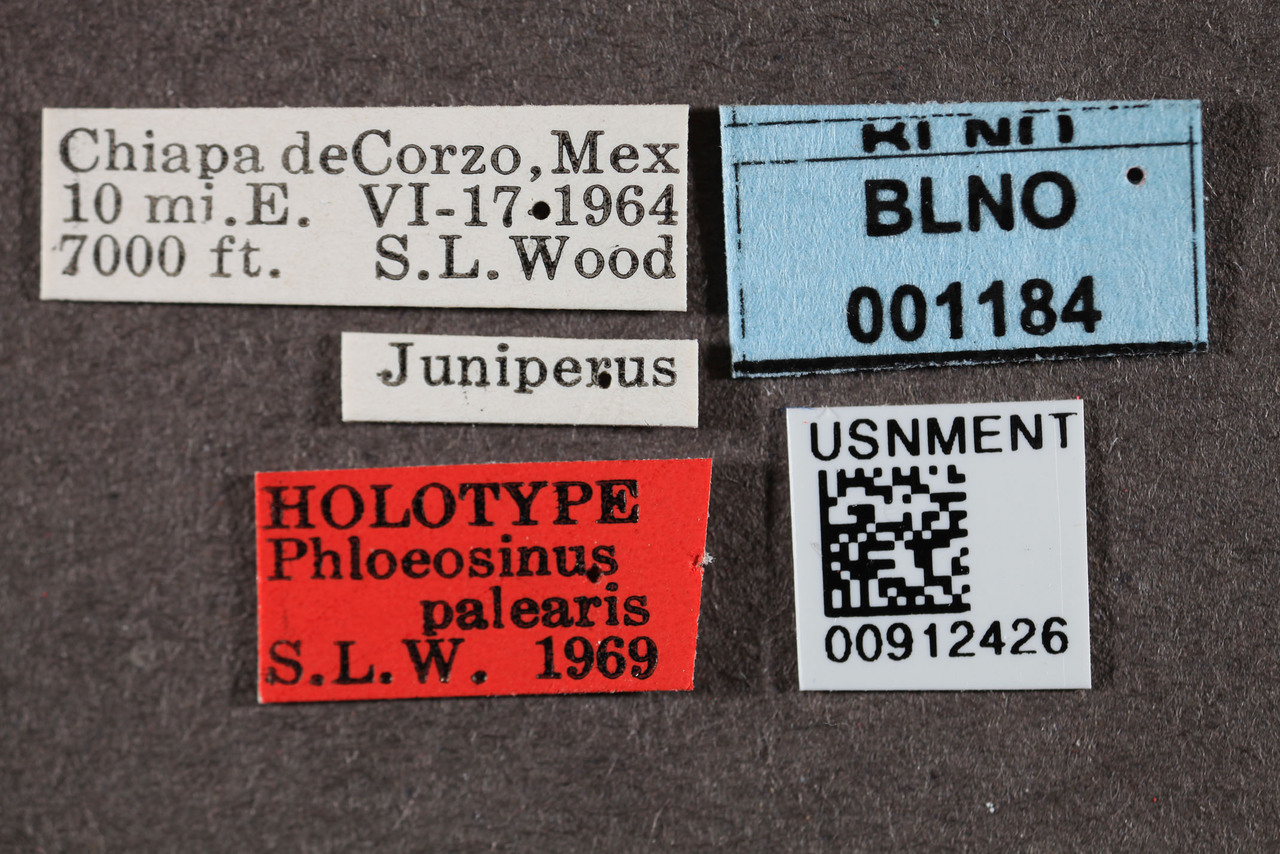 Chiapa deCorzo, Mex
10 mi. E. VI-17-1964
7000 ft. S.L. Wood
Juniperus
HOLOTYPE
Phloeosinus
palearis
S.L.W. 1969
BLNO
001184
USNMENT
00912426